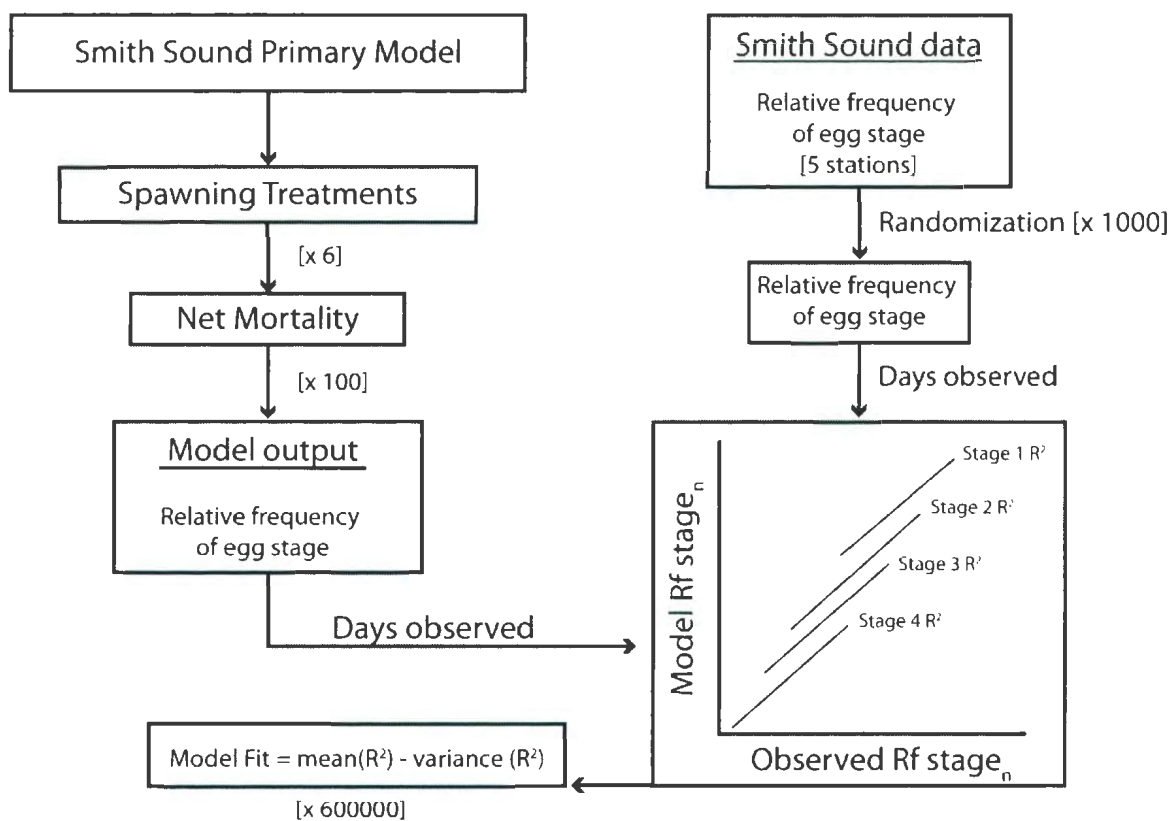 Smith Sound Primary Model
Spawning Treatments
[x 6]
Net Mortality
[x 100]
Model output
Relative frequency
of egg stage
Days observed
Smith Sound data
Relative frequency
of egg stage
[5 stations]
Randomization [x 1000]
Relative frequency
of egg stage
Days observed
Model Rf stageₙ
Stage 1 R²
Stage 2 R²
Stage 3 R²
Stage 4 R²
Observed Rf stageₙ
Model Fit = mean(R²) - variance (R²)
[x 600000]